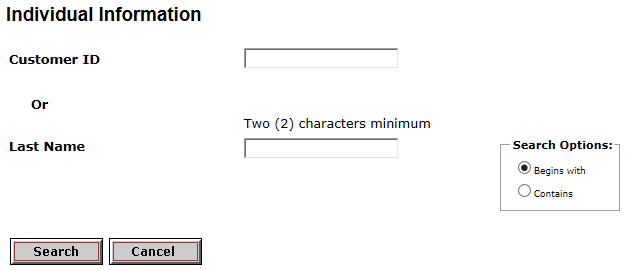 Individual Information
Customer ID
Or
Two (2) characters minimum
Last Name
Search Options:
Begins with
Contains
Search Cancel